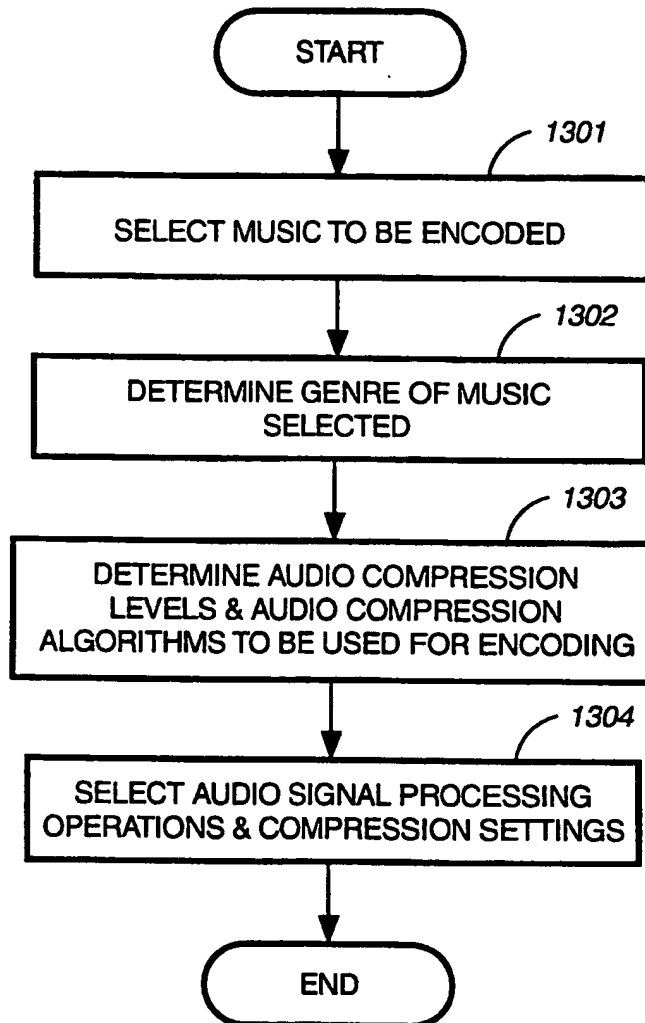 START
1301
SELECT MUSIC TO BE ENCODED
1302
DETERMINE GENRE OF MUSIC
SELECTED
1303
DETERMINE AUDIO COMPRESSION
LEVELS & AUDIO COMPRESSION
ALGORITHMS TO BE USED FOR ENCODING
1304
SELECT AUDIO SIGNAL PROCESSING
OPERATIONS & COMPRESSION SETTINGS
END